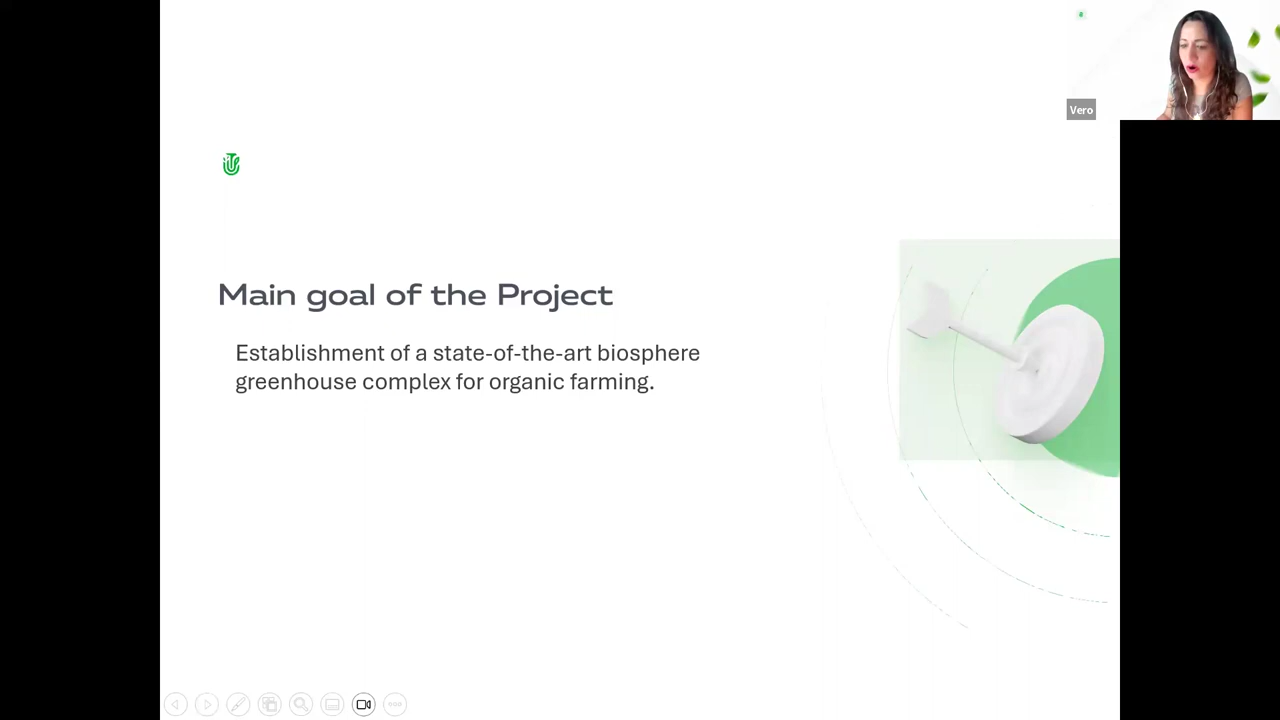 Vero
Main goal of the Project
Establishment of a state-of-the-art biosphere
greenhouse complex for organic farming.